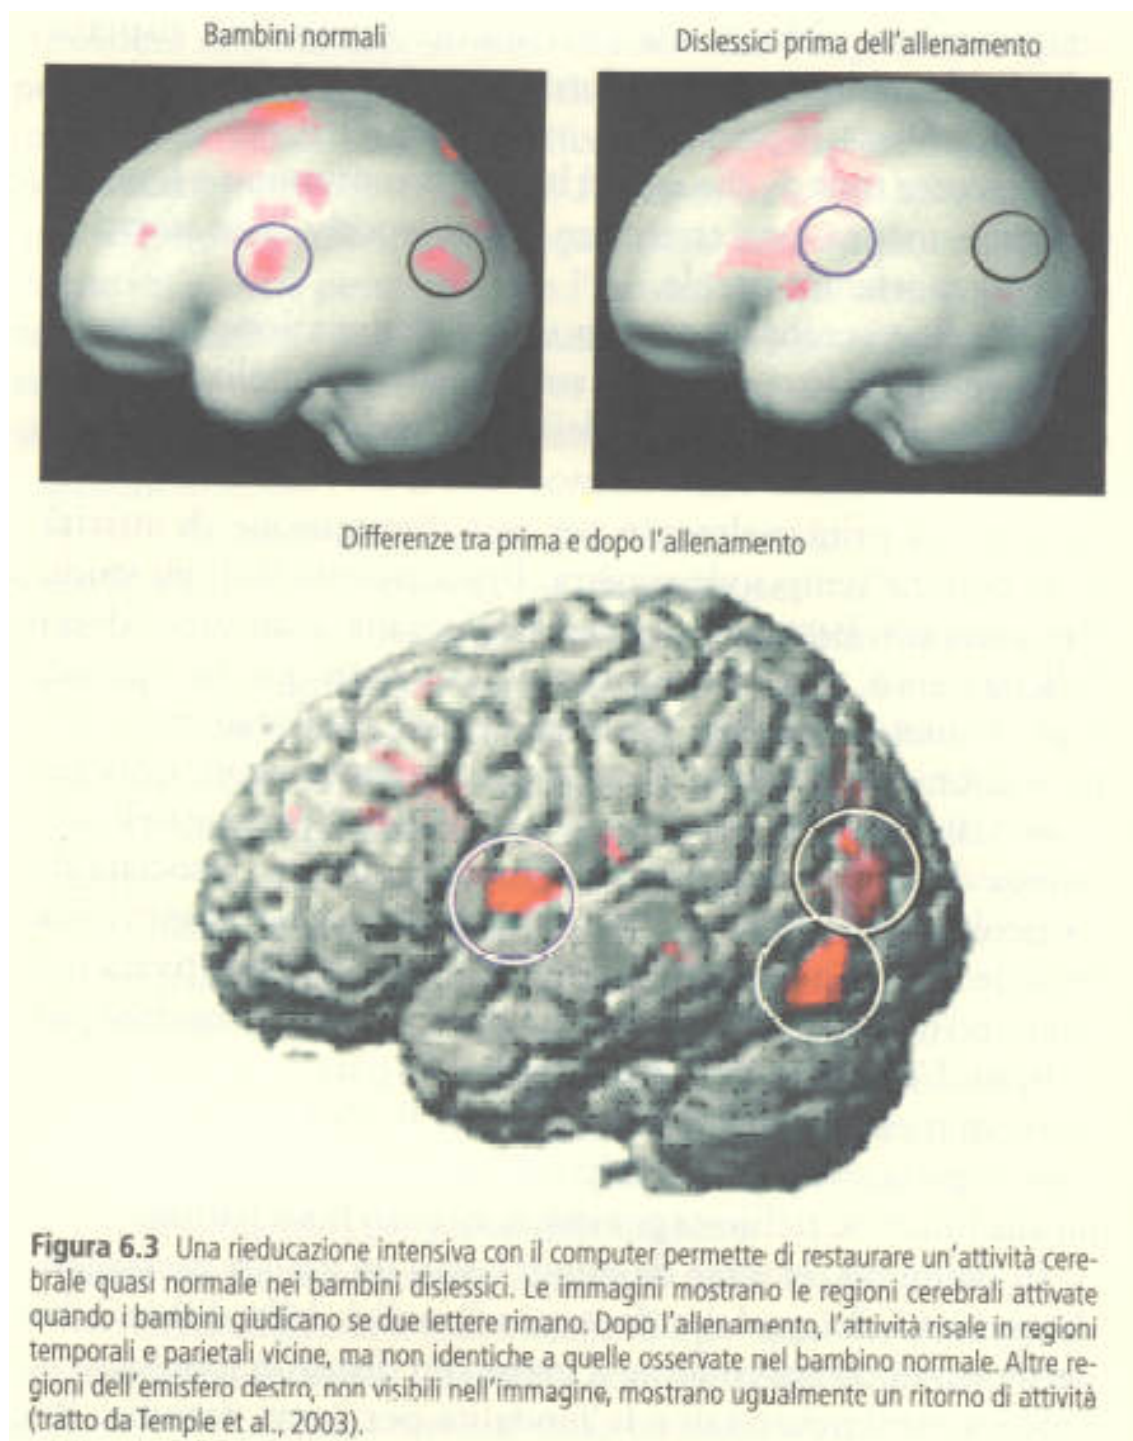 Bambini normali
Dislessici prima dell'allenamento
Differenze tra prima e dopo l'allenamento
Figura 6.3 Una rieducazione intensiva con il computer permette di restaurare un'attività cere-
brale quasi normale nei bambini dislessici. Le immagini mostrano le regioni cerebrali attivate
quando i bambini giudicano se due lettere rimano. Dopo l'allenamento, l'attività risale in regioni
temporali e parietali vicine, ma non identiche a quelle osservate nel bambino normale. Altre re-
gioni dell'emisfero destro, non visibili nell'immagine, mostrano ugualmente un ritorno di attività
(tratto da Temple et al., 2003).